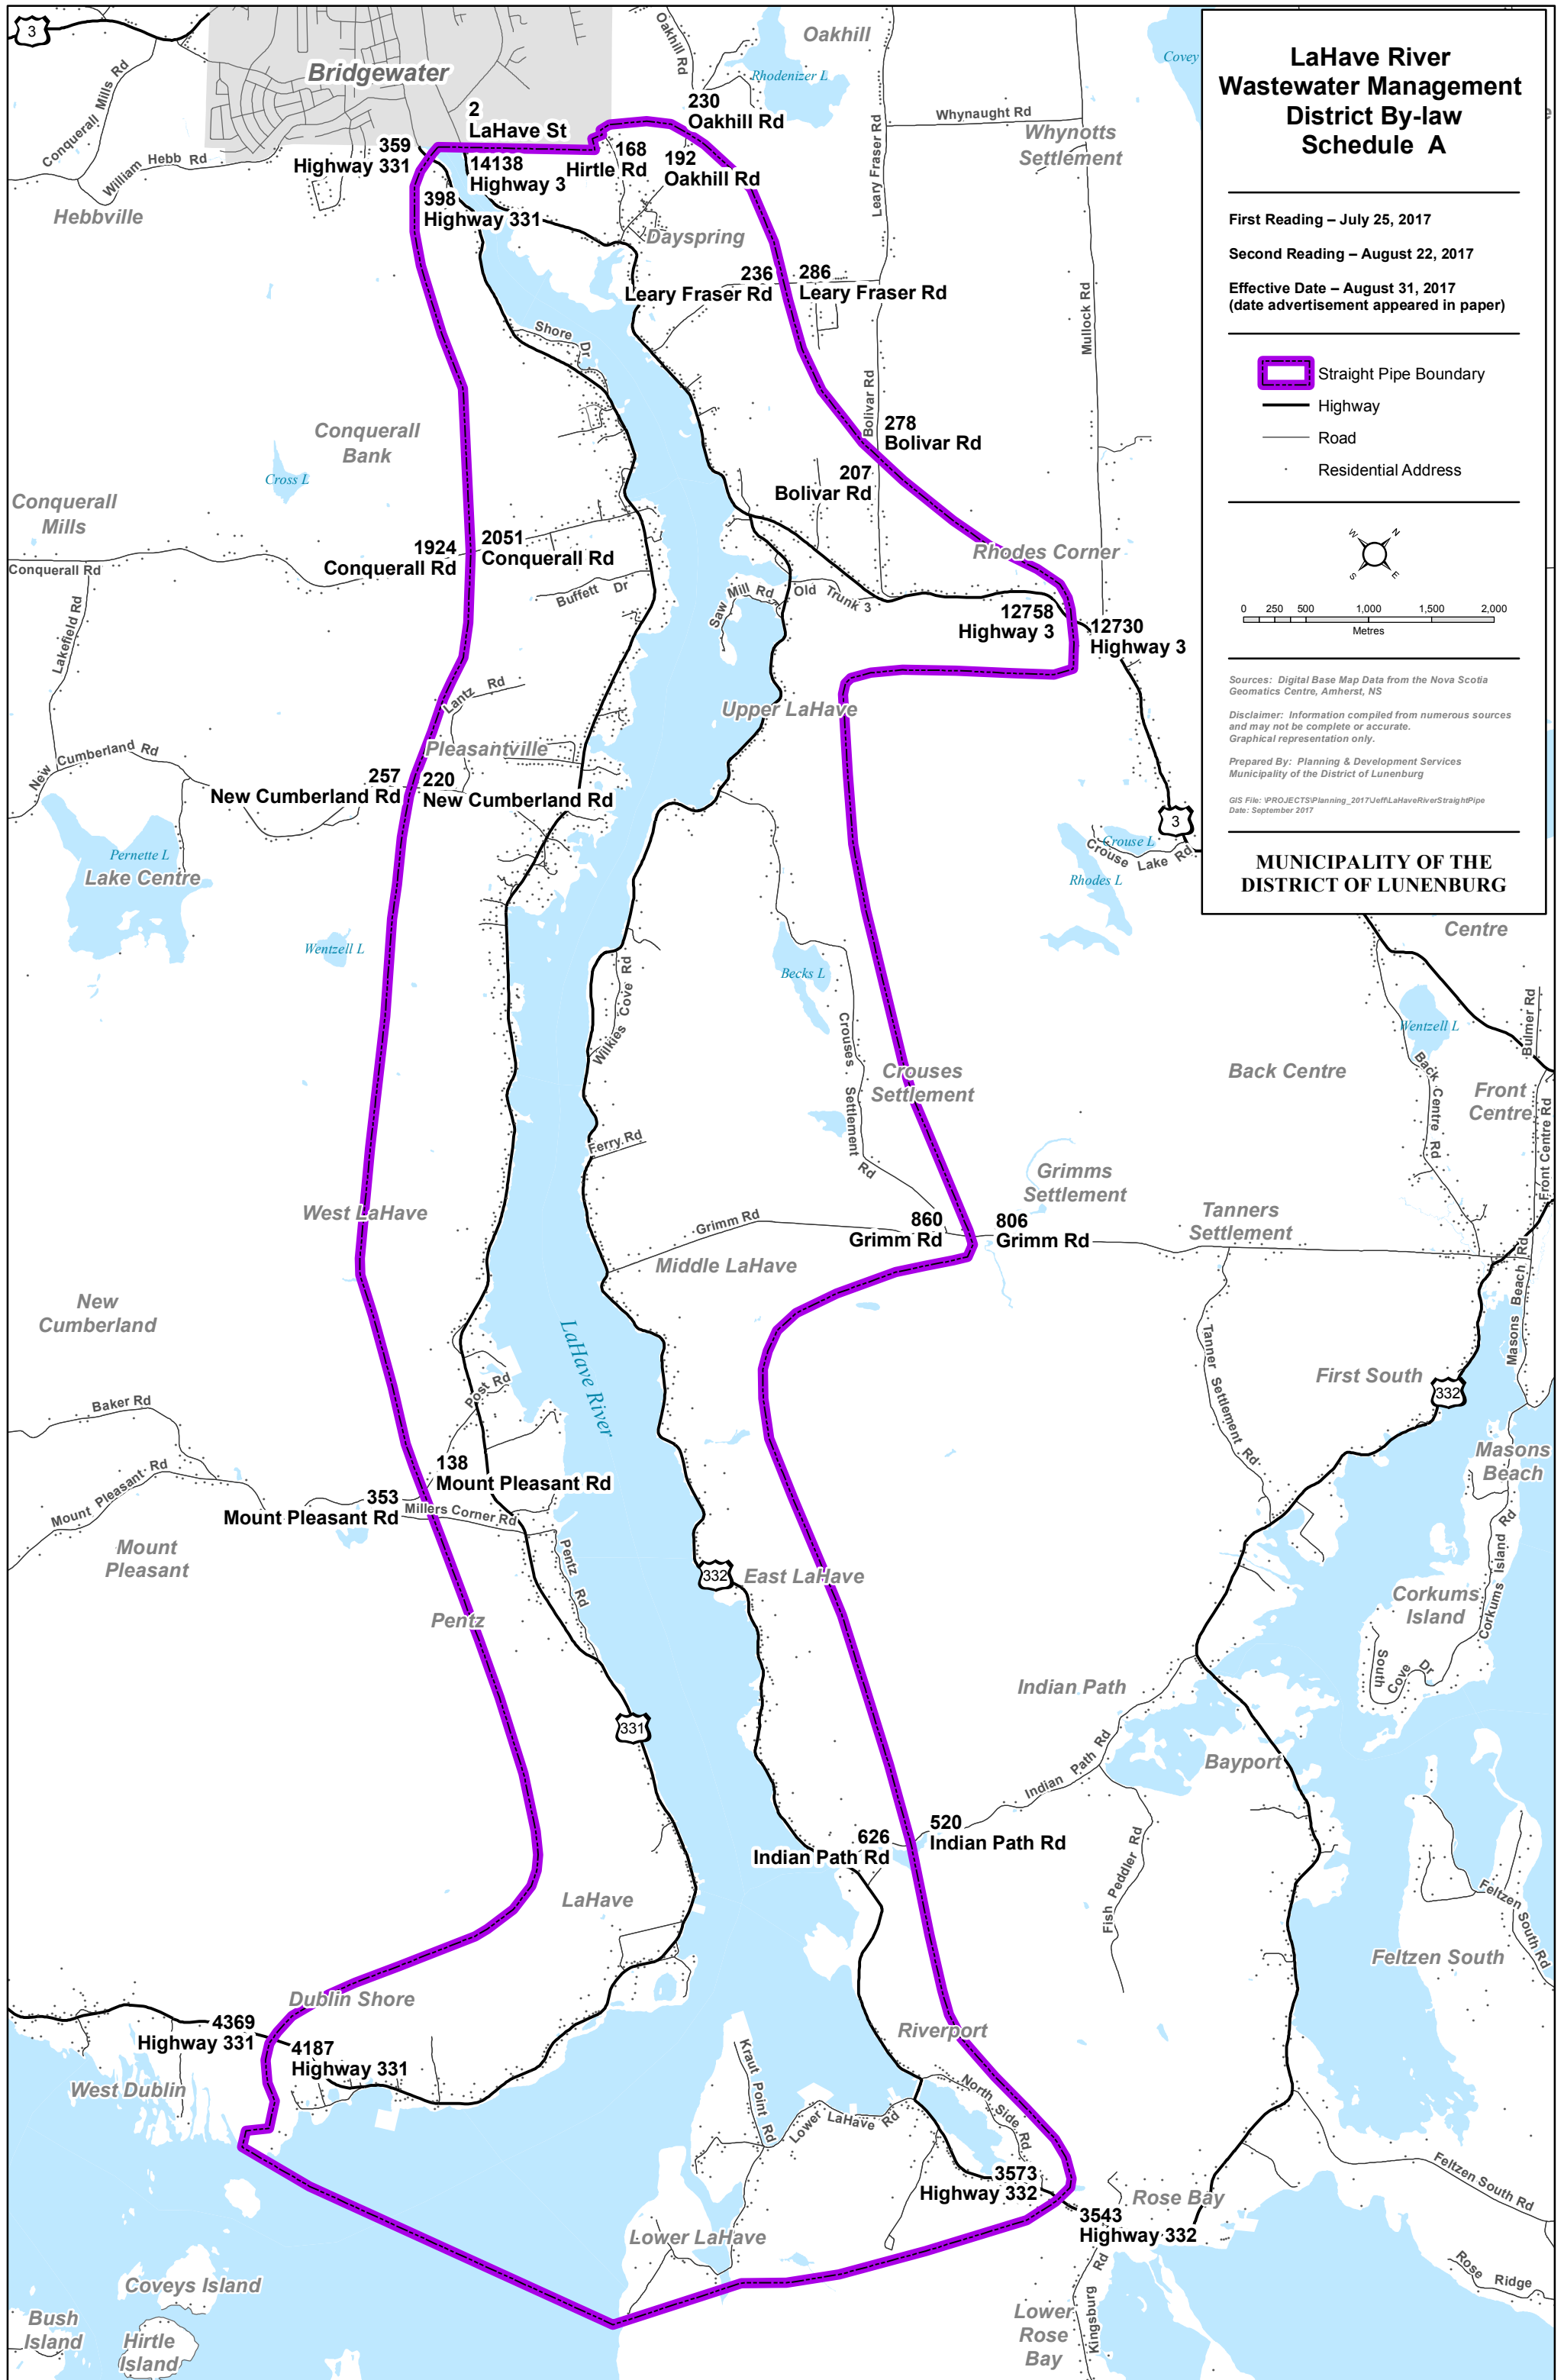 LaHave River
Wastewater Management
District By-law
Schedule A
First Reading – July 25, 2017
Second Reading – August 22, 2017
Effective Date – August 31, 2017
(date advertisement appeared in paper)
Straight Pipe Boundary
Highway
Road
Residential Address
W N
S E
0 250 500 1,000 1,500 2,000
Metres
Sources: Digital Base Map Data from the Nova Scotia
Geomatics Centre, Amherst, NS
Disclaimer: Information compiled from numerous sources
and may not be complete or accurate.
Graphical representation only.
Prepared By: Planning & Development Services
Municipality of the District of Lunenburg
GIS File: \PROJECTS\Planning_2017\Jeff\LaHaveRiverStraightPipe
Date: September 2017
MUNICIPALITY OF THE
DISTRICT OF LUNENBURG
3
Bridgewater
Conquerall Mills Rd
William Hebb Rd
Hebbville
359
Highway 331
2
LaHave St
14138
Highway 3
398
Highway 331
168
Hirtle Rd
192
Oakhill Rd
230
Oakhill Rd
Oakhill Rd
Oakhill
Rhodenizer L
Covey
Whynaught Rd
Whynotts
Settlement
Leary Fraser Rd
Dayspring
236
Leary Fraser Rd
286
Leary Fraser Rd
Mullock Rd
Shore Dr
Bolivar Rd
278
Bolivar Rd
207
Bolivar Rd
Conquerall
Bank
Cross L
Conquerall
Mills
1924
Conquerall Rd
2051
Conquerall Rd
Conquerall Rd
Lakefield Rd
Buffett Dr
Saw Mill Rd
Old Trunk 3
Rhodes Corner
12758
Highway 3
12730
Highway 3
Upper LaHave
Lantz Rd
Pleasantville
New Cumberland Rd
257
New Cumberland Rd
220
New Cumberland Rd
Pernette L
Lake Centre
Wentzell L
3
Crouse L
Crouse Lake Rd
Rhodes L
Centre
Becks L
Wilkies Cove Rd
Crouses Settlement Rd
Crouses
Settlement
Wentzell L
Bulmer Rd
Back Centre
Back Centre Rd
Front
Centre
Front Centre Rd
Ferry Rd
Grimms
Settlement
Tanners
Settlement
West LaHave
Grimm Rd
860
Grimm Rd
806
Grimm Rd
Middle LaHave
Masons Beach Rd
New
Cumberland
LaHave River
Tanner Settlement Rd
First South
332
Baker Rd
Post Rd
Masons
Beach
Mount Pleasant Rd
138
Mount Pleasant Rd
353
Mount Pleasant Rd
Millers Corner Rd
Mount
Pleasant
Pentz Rd
332
East LaHave
Corkums
Island
Corkums Island Rd
Pentz
South Cove Dr
Indian Path
331
Indian Path Rd
Bayport
626
Indian Path Rd
520
Indian Path Rd
Fish Peddler Rd
LaHave
Feltzen South Rd
Feltzen South
Dublin Shore
4369
Highway 331
4187
Highway 331
West Dublin
Riverport
Kraut Point Rd
Lower LaHave Rd
North Side Rd
3573
Highway 332
3543
Highway 332
Rose Bay
Feltzen South Rd
Lower LaHave
Kingsburg Rd
Rose Ridge
Coveys Island
Bush
Island
Hirtle
Island
Lower
Rose
Bay